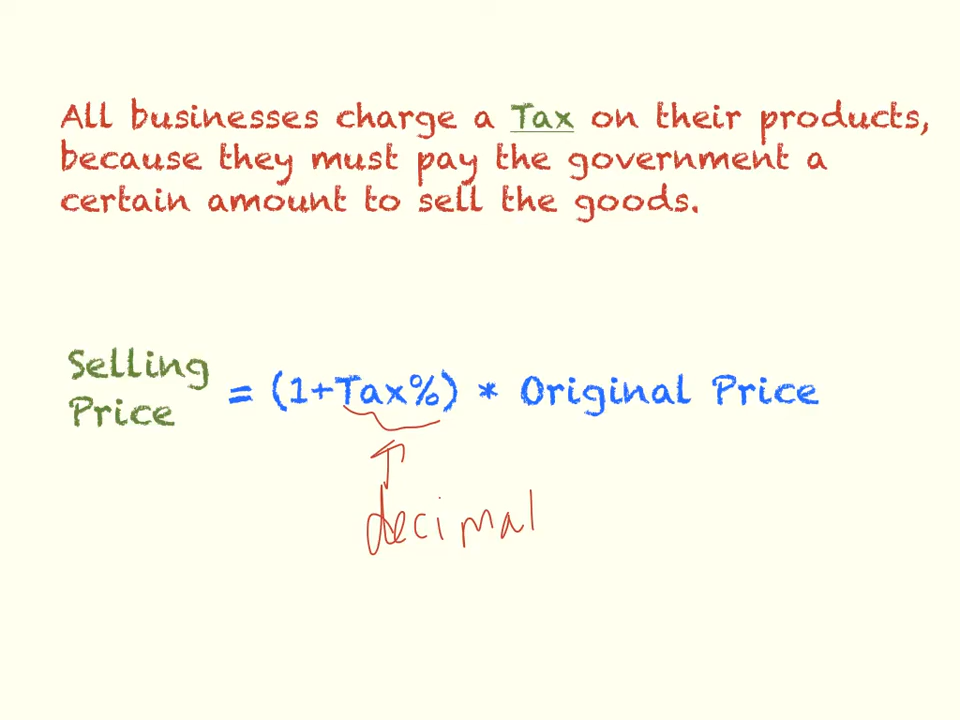 All businesses charge a Tax on their products,
because they must pay the government a
certain amount to sell the goods.
Selling
Price
= (1+Tax%) * Original Price
decimal